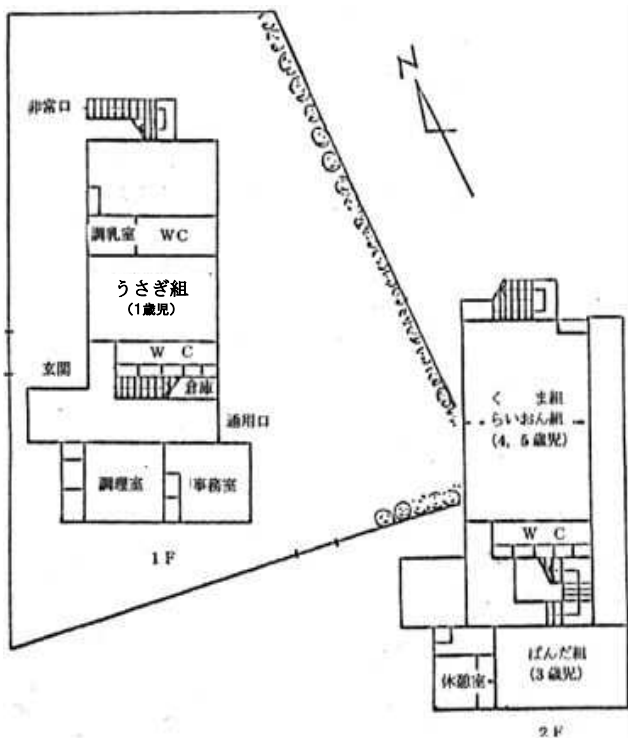 N
非常口
調乳室
WC
うさぎ組
(1歳児)
W C
倉庫
玄関
通用口
調理室
事務室
1F
くま組
らいおん組
(4, 5歳児)
W C
ぱんだ組
(3歳児)
休憩室
2F